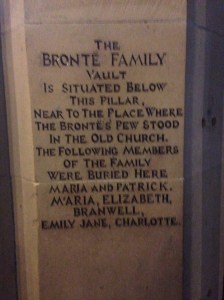 THE
BRONTË FAMILY
VAULT
IS SITUATED BELOW
THIS PILLAR,
NEAR TO THE PLACE WHERE
THE BRONTËS' PEW STOOD
IN THE OLD CHURCH.
THE FOLLOWING MEMBERS
OF THE FAMILY
WERE BURIED HERE
MARIA AND PATRICK.
MARIA, ELIZABETH,
BRANWELL,
EMILY JANE, CHARLOTTE.